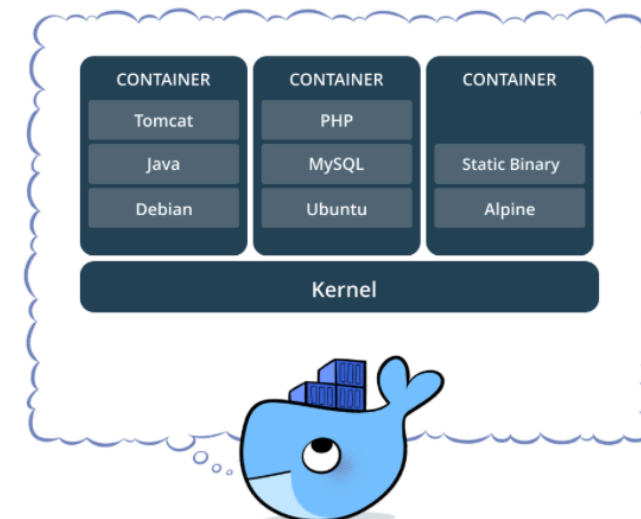 CONTAINER
Tomcat
Java
Debian
CONTAINER
PHP
MySQL
Ubuntu
CONTAINER
Static Binary
Alpine
Kernel